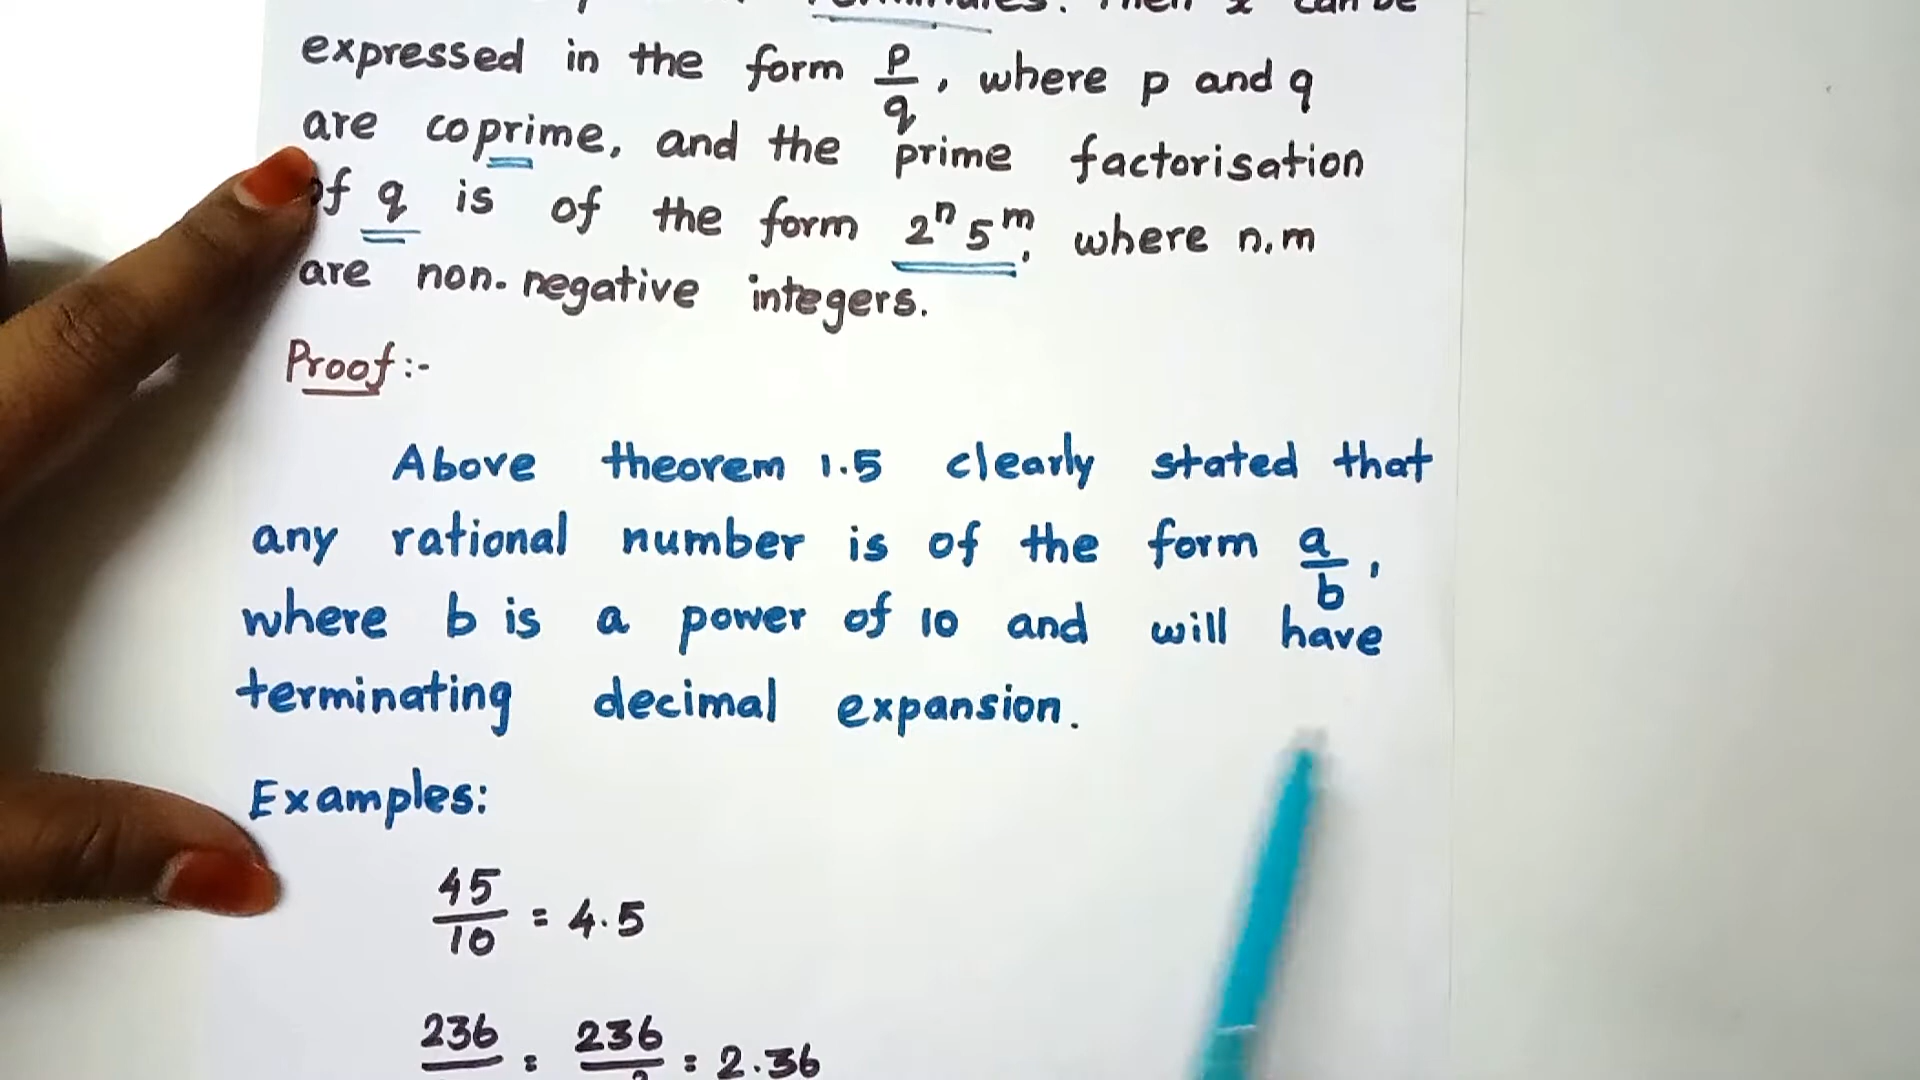 Then x can be
expressed in the form p/q, where p and q
are coprime, and the prime factorisation
of q is of the form 2ⁿ5ᵐ, where n,m
are non-negative integers.
Proof:-
Above theorem 1.5 clearly stated that
any rational number is of the form a/b,
where b is a power of 10 and will have
terminating decimal expansion.
Examples:
45/10 = 4.5
236 = 236 = 2.36